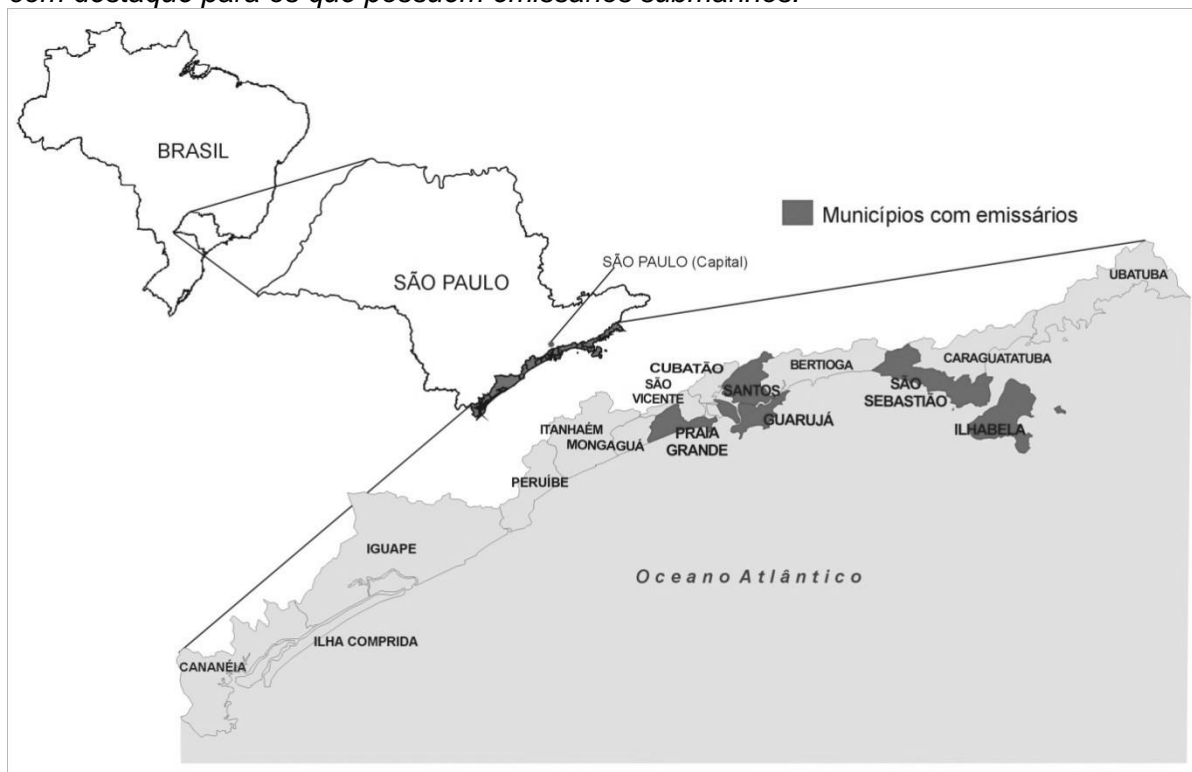 com destaque para os que possuem emissários submarinos.
BRASIL
Municípios com emissários
SÃO PAULO (Capital)
SÃO PAULO
UBATUBA
CARAGUATATUBA
BERTIOGA
CUBATÃO
SÃO
VICENTE
SANTOS
SÃO
SEBASTIÃO
GUARUJÁ
ILHABELA
PRAIA
GRANDE
ITANHAÉM
MONGAGUÁ
PERUÍBE
IGUAPE
Oceano Atlântico
ILHA COMPRIDA
CANANÉIA